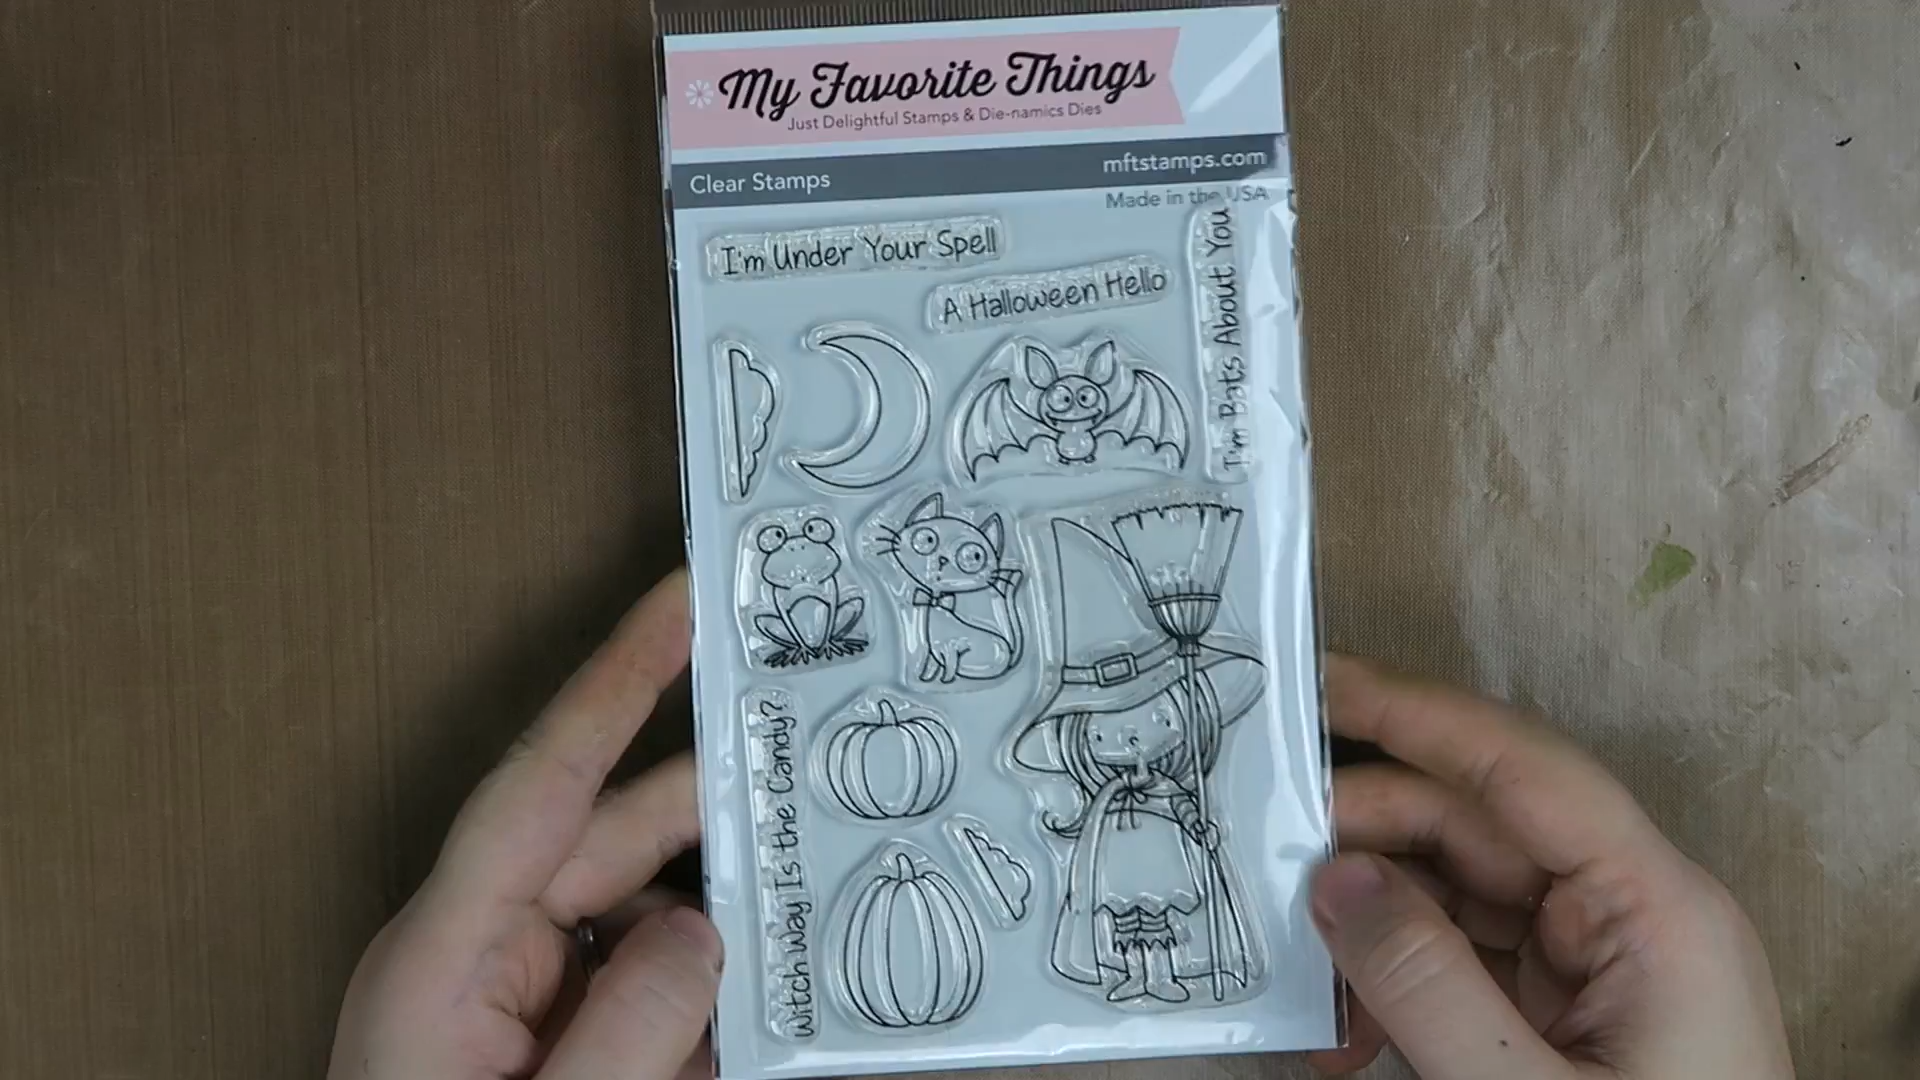 My Favorite Things
Just Delightful Stamps & Die-namics Dies
Clear Stamps
mftstamps.com
Made in the USA
I'm Under Your Spell
A Halloween Hello
I'm Bats About You
Witch Way Is the Candy?